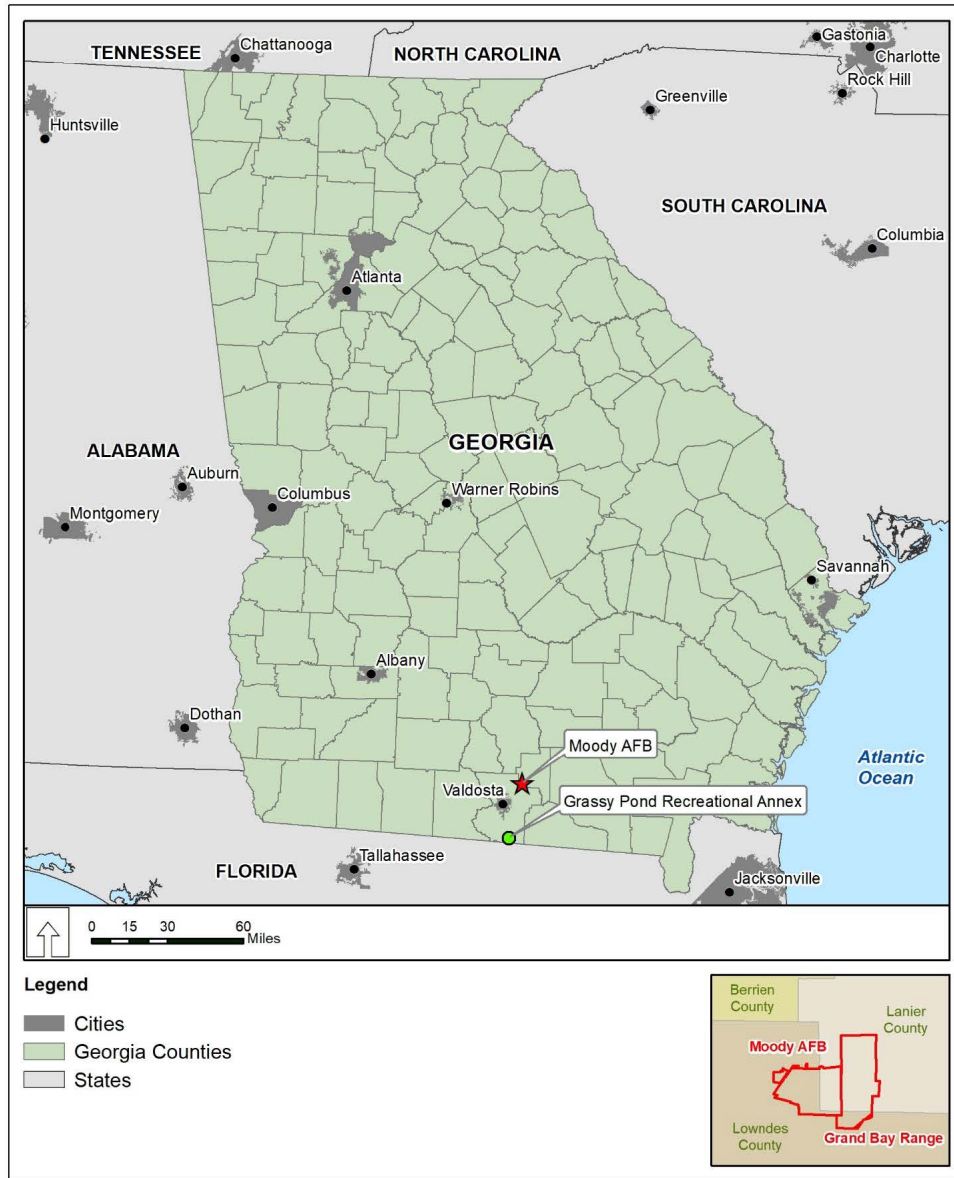 TENNESSEE
Chattanooga
NORTH CAROLINA
Gastonia
Charlotte
Rock Hill
Huntsville
Greenville
SOUTH CAROLINA
Columbia
Atlanta
ALABAMA
GEORGIA
Auburn
Columbus
Warner Robins
Montgomery
Savannah
Albany
Dothan
Moody AFB
Atlantic
Ocean
Valdosta
Grassy Pond Recreational Annex
Tallahassee
FLORIDA
Jacksonville
0 15 30 60
Miles
Legend
Cities
Georgia Counties
States
Berrien
County
Lanier
County
Moody AFB
Lowndes
County
Grand Bay Range